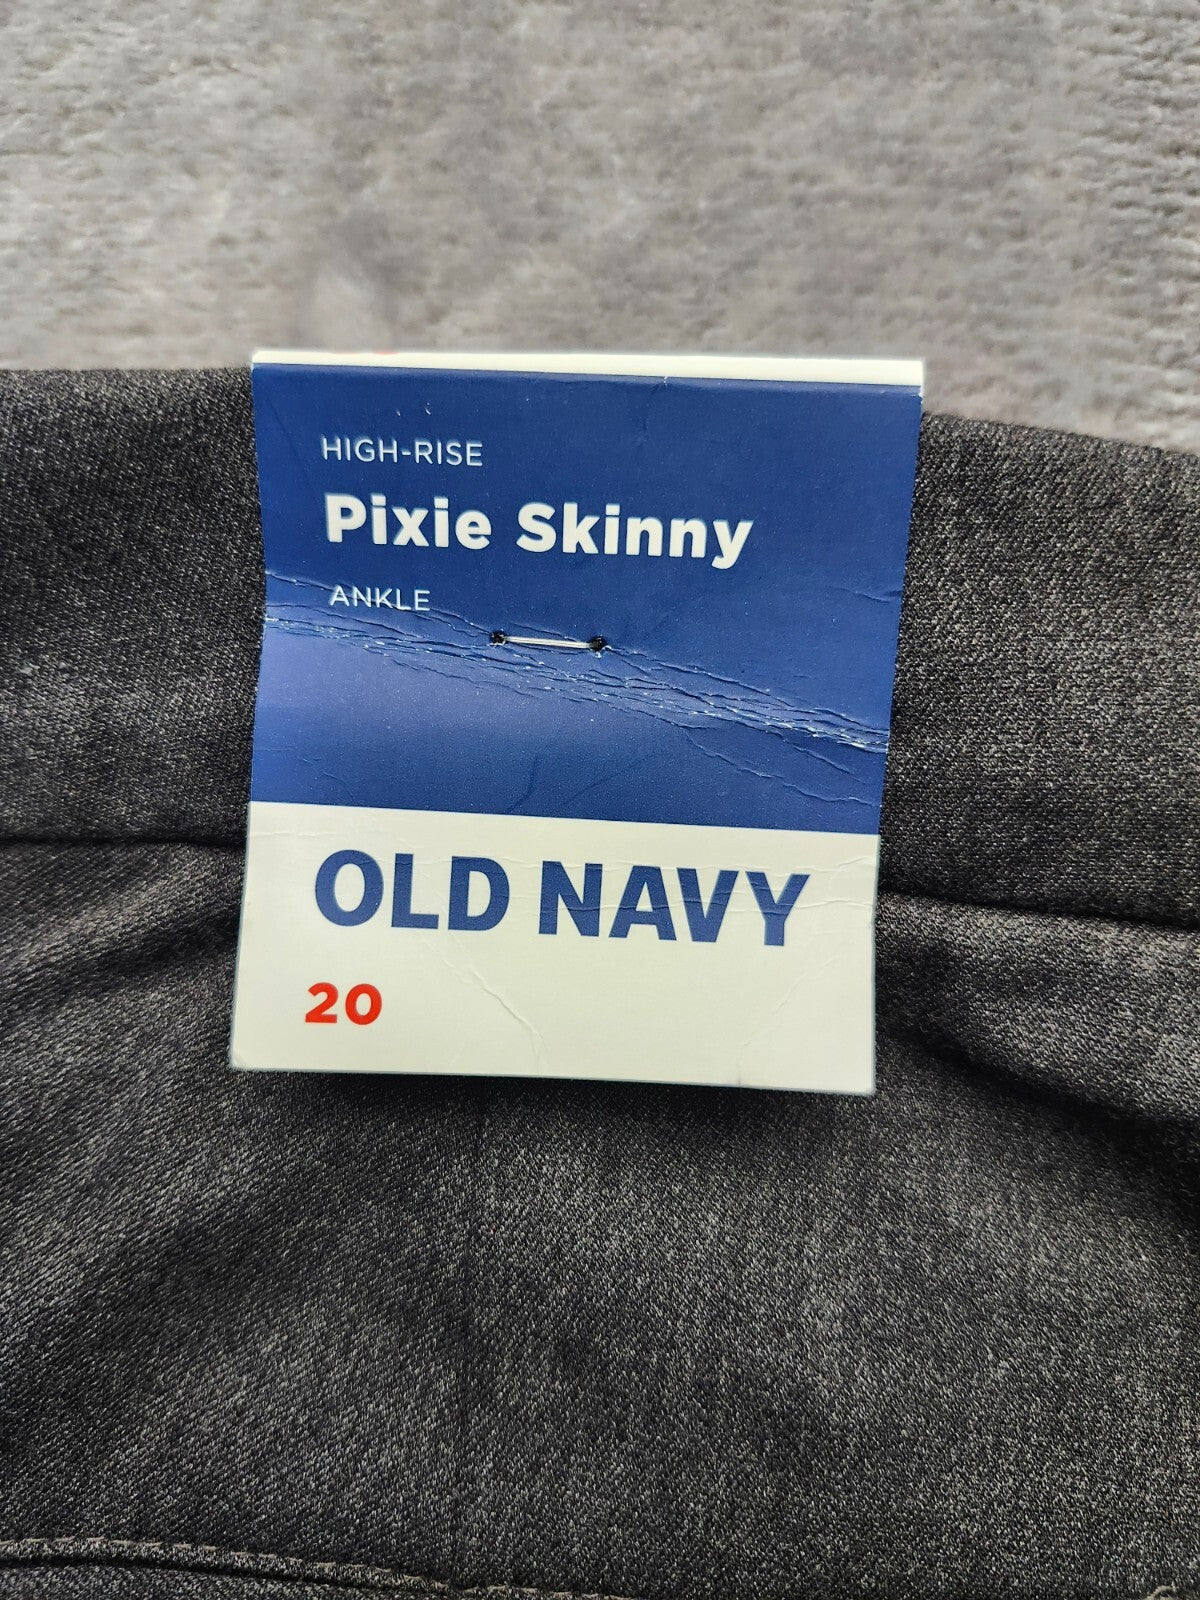 HIGH-RISE
Pixie Skinny
ANKLE
OLD NAVY
20